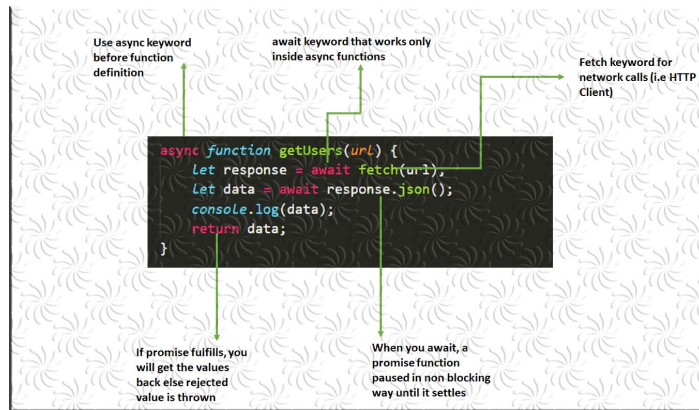 Use async keyword
before function
definition
await keyword that works only
inside async functions
Fetch keyword for
network calls (i.e HTTP
Client)
async function getUsers(url) {
    let response = await fetch(url),
    let data = await response.json();
    console.log(data);
    return data;
}
If promise fulfills, you
will get the values
back else rejected
value is thrown
When you await, a
promise function
paused in non blocking
way until it settles